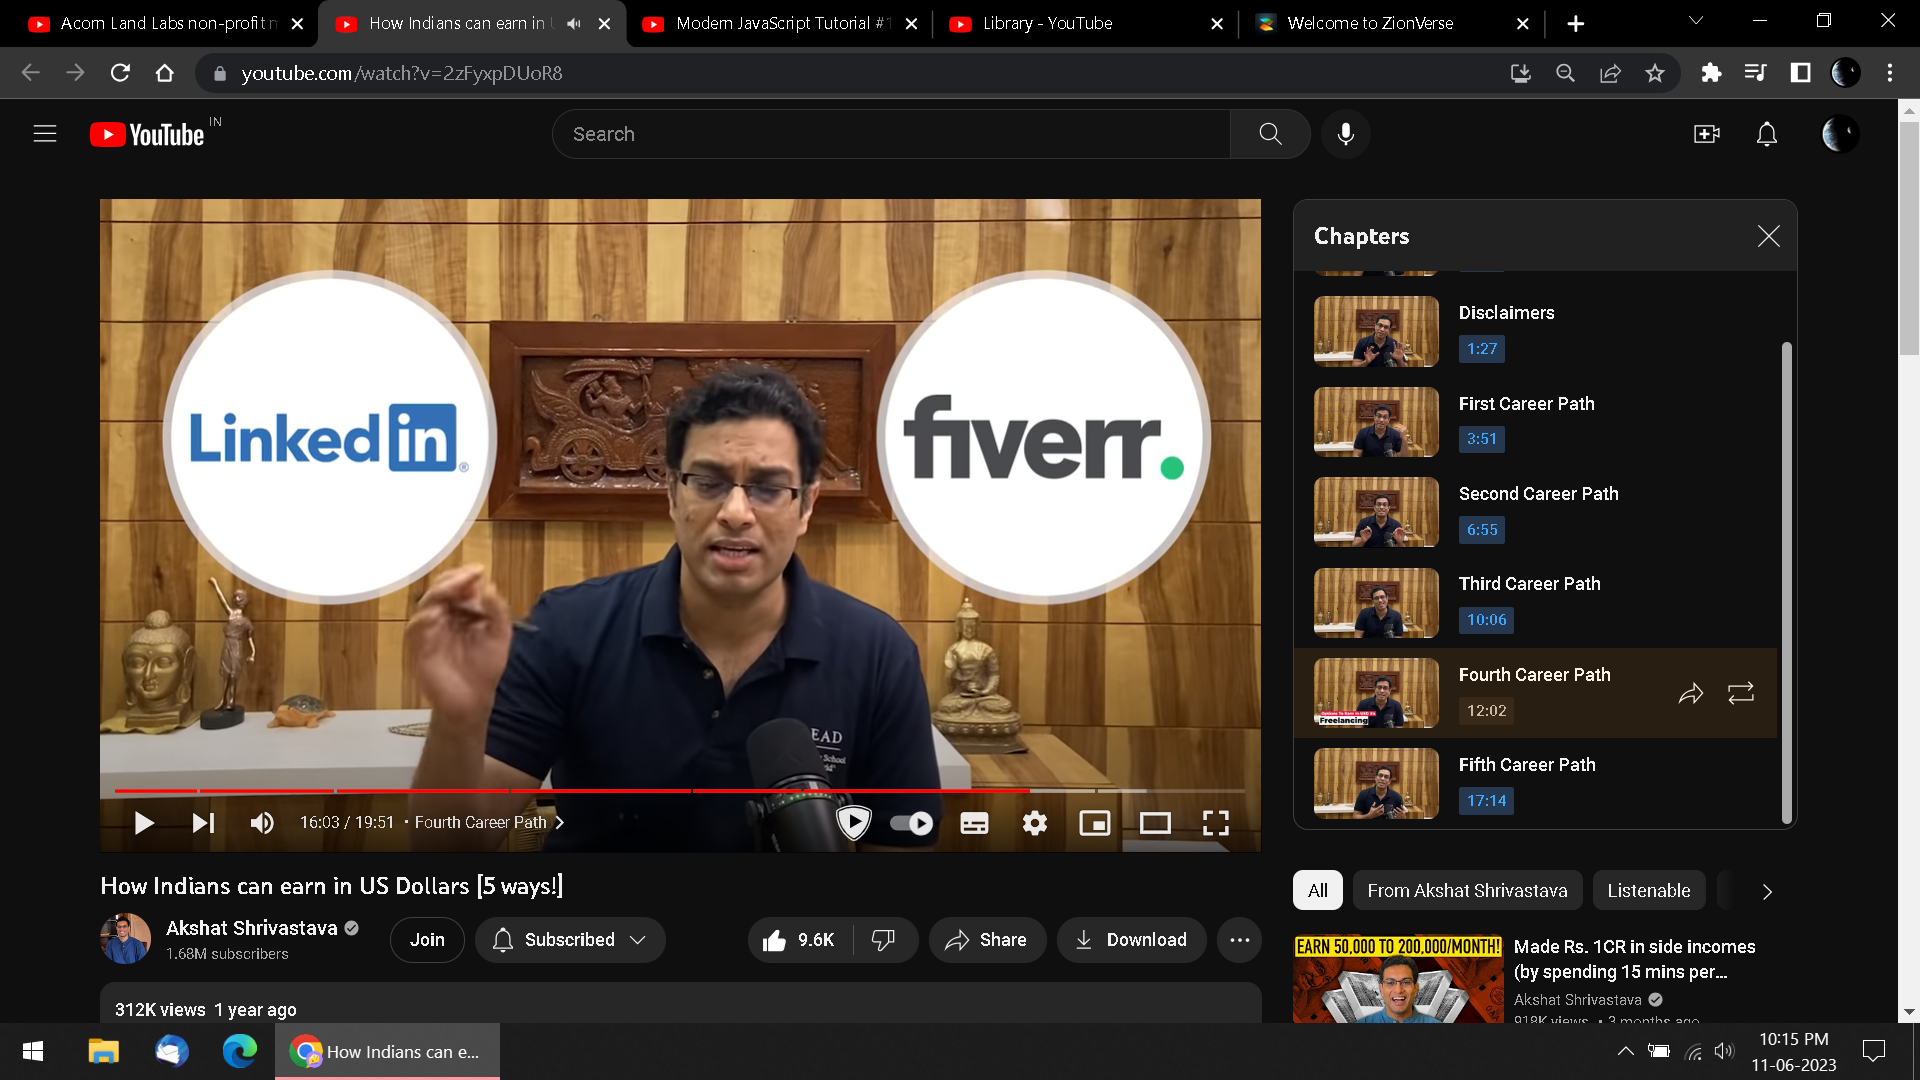 Acorn Land Labs non-profit
How Indians can earn in
Modern JavaScript Tutorial #1
Library - YouTube
Welcome to ZionVerse
youtube.com/watch?v=2zFyxpDUoR8
YouTube IN
Search
Linked in
fiverr.
EAD
School
16:03 / 19:51 • Fourth Career Path
How Indians can earn in US Dollars [5 ways!]
Akshat Shrivastava
1.68M subscribers
Join
Subscribed
9.6K
Share
Download
312K views 1 year ago
Chapters
Disclaimers
1:27
First Career Path
3:51
Second Career Path
6:55
Third Career Path
10:06
Freelancing
Fourth Career Path
12:02
Fifth Career Path
17:14
All
From Akshat Shrivastava
Listenable
EARN 50,000 TO 200,000/MONTH!
Made Rs. 1CR in side incomes
(by spending 15 mins per...
Akshat Shrivastava
918K views • 3 months ago
How Indians can e...
10:15 PM
11-06-2023